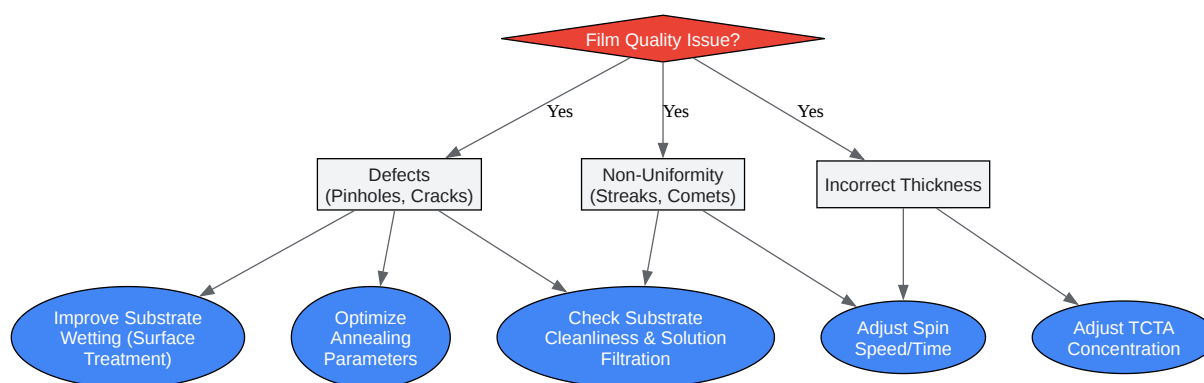 Film Quality Issue?
Yes
Yes
Yes
Defects
(Pinholes, Cracks)
Non-Uniformity
(Streaks, Comets)
Incorrect Thickness
Improve Substrate
Wetting (Surface
Treatment)
Optimize
Annealing
Parameters
Check Substrate
Cleanliness & Solution
Filtration
Adjust Spin
Speed/Time
Adjust TCTA
Concentration